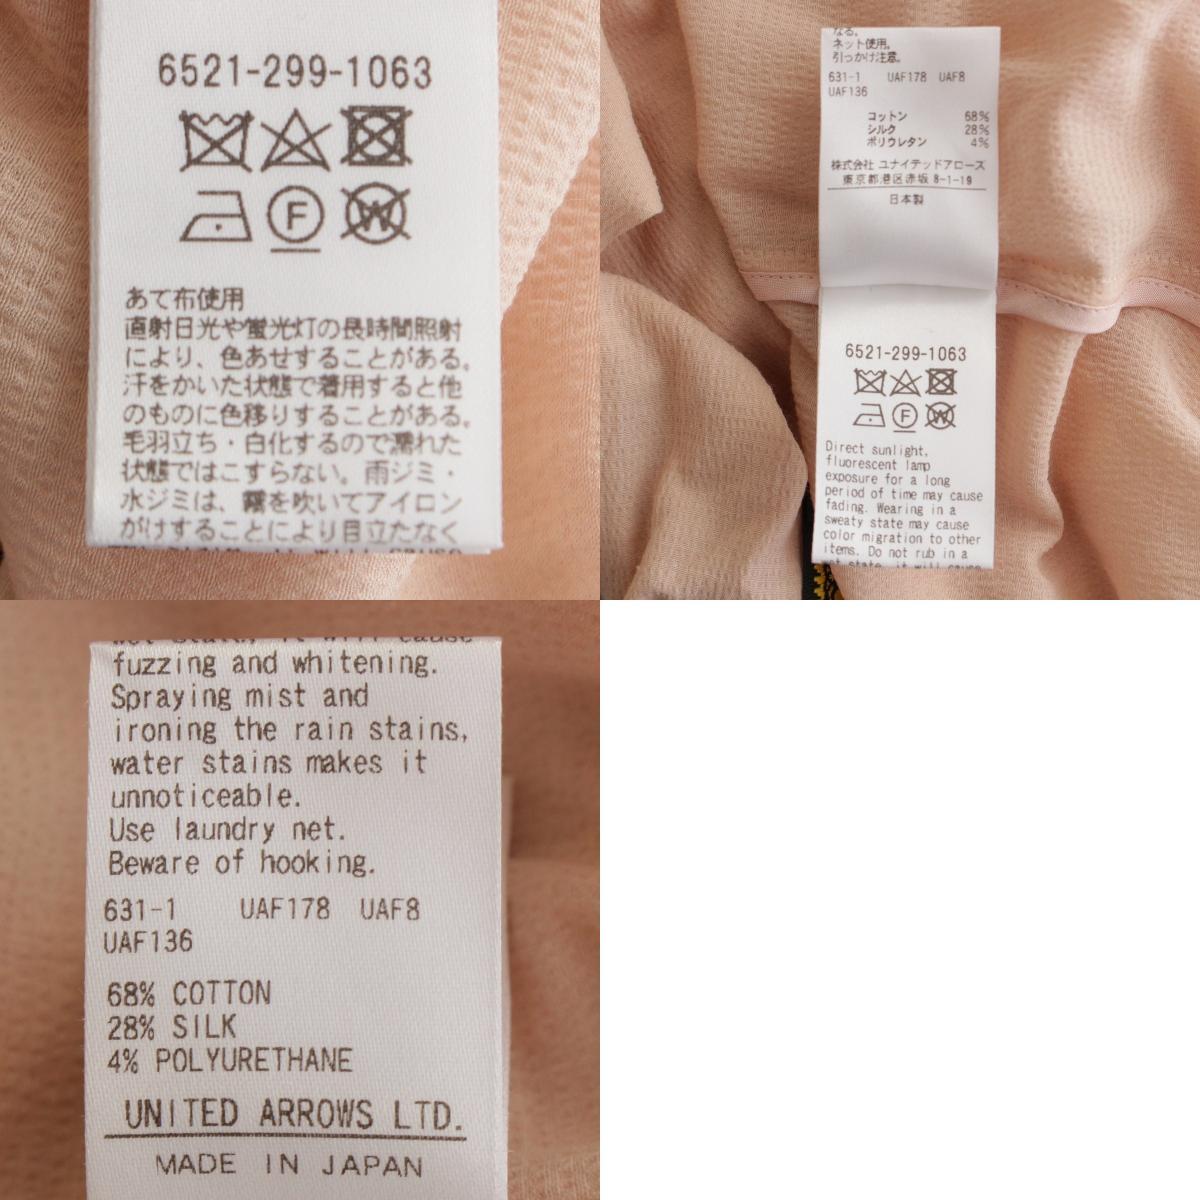 6521-299-1063
F
W
あて布使用
直射日光や蛍光灯の長時間照射
により、色あせすることがある。
汗をかいた状態で着用すると他
のものに色移りすることがある。
毛羽立ち・白化するので濡れた
状態ではこすらない。雨ジミ・
水ジミは、霧を吹いてアイロン
がけすることにより目立たなく
なる。
ネット使用。
引っかけ注意。
631-1 UAF178 UAF8
UAF136
コットン 68%
シルク 28%
ポリウレタン 4%
株式会社 ユナイテッドアローズ
東京都港区赤坂 8-1-19
日本製
6521-299-1063
F
W
Direct sunlight,
fluorescent lamp
exposure for a long
period of time may cause
fading. Wearing in a
sweaty state may cause
color migration to other
items. Do not rub in a
wet state, it will cause
wet state, it will cause
fuzzing and whitening.
Spraying mist and
ironing the rain stains,
water stains makes it
unnoticeable.
Use laundry net.
Beware of hooking.
631-1 UAF178 UAF8
UAF136
68% COTTON
28% SILK
4% POLYURETHANE
UNITED ARROWS LTD.
MADE IN JAPAN